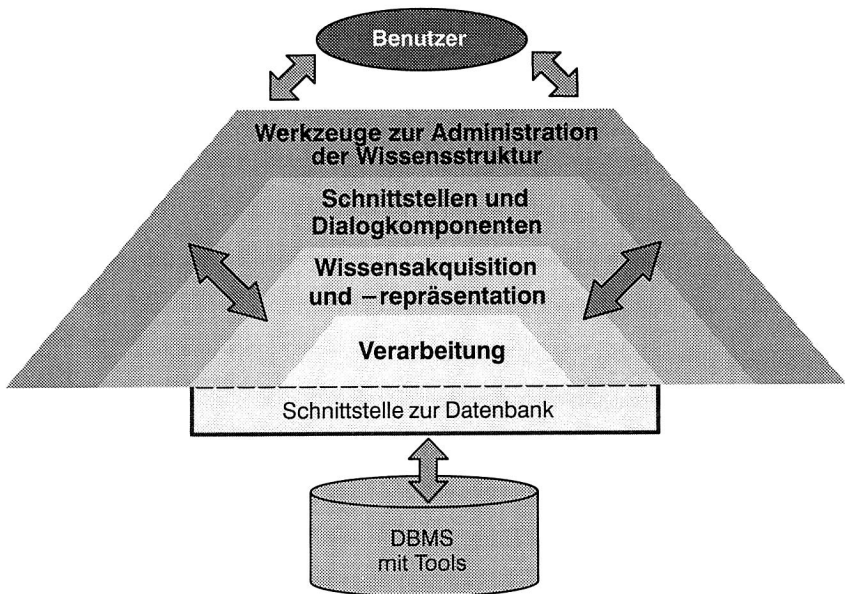 Benutzer
Werkzeuge zur Administration
der Wissensstruktur
Schnittstellen und
Dialogkomponenten
Wissensakquisition
und –repräsentation
Verarbeitung
Schnittstelle zur Datenbank
DBMS
mit Tools